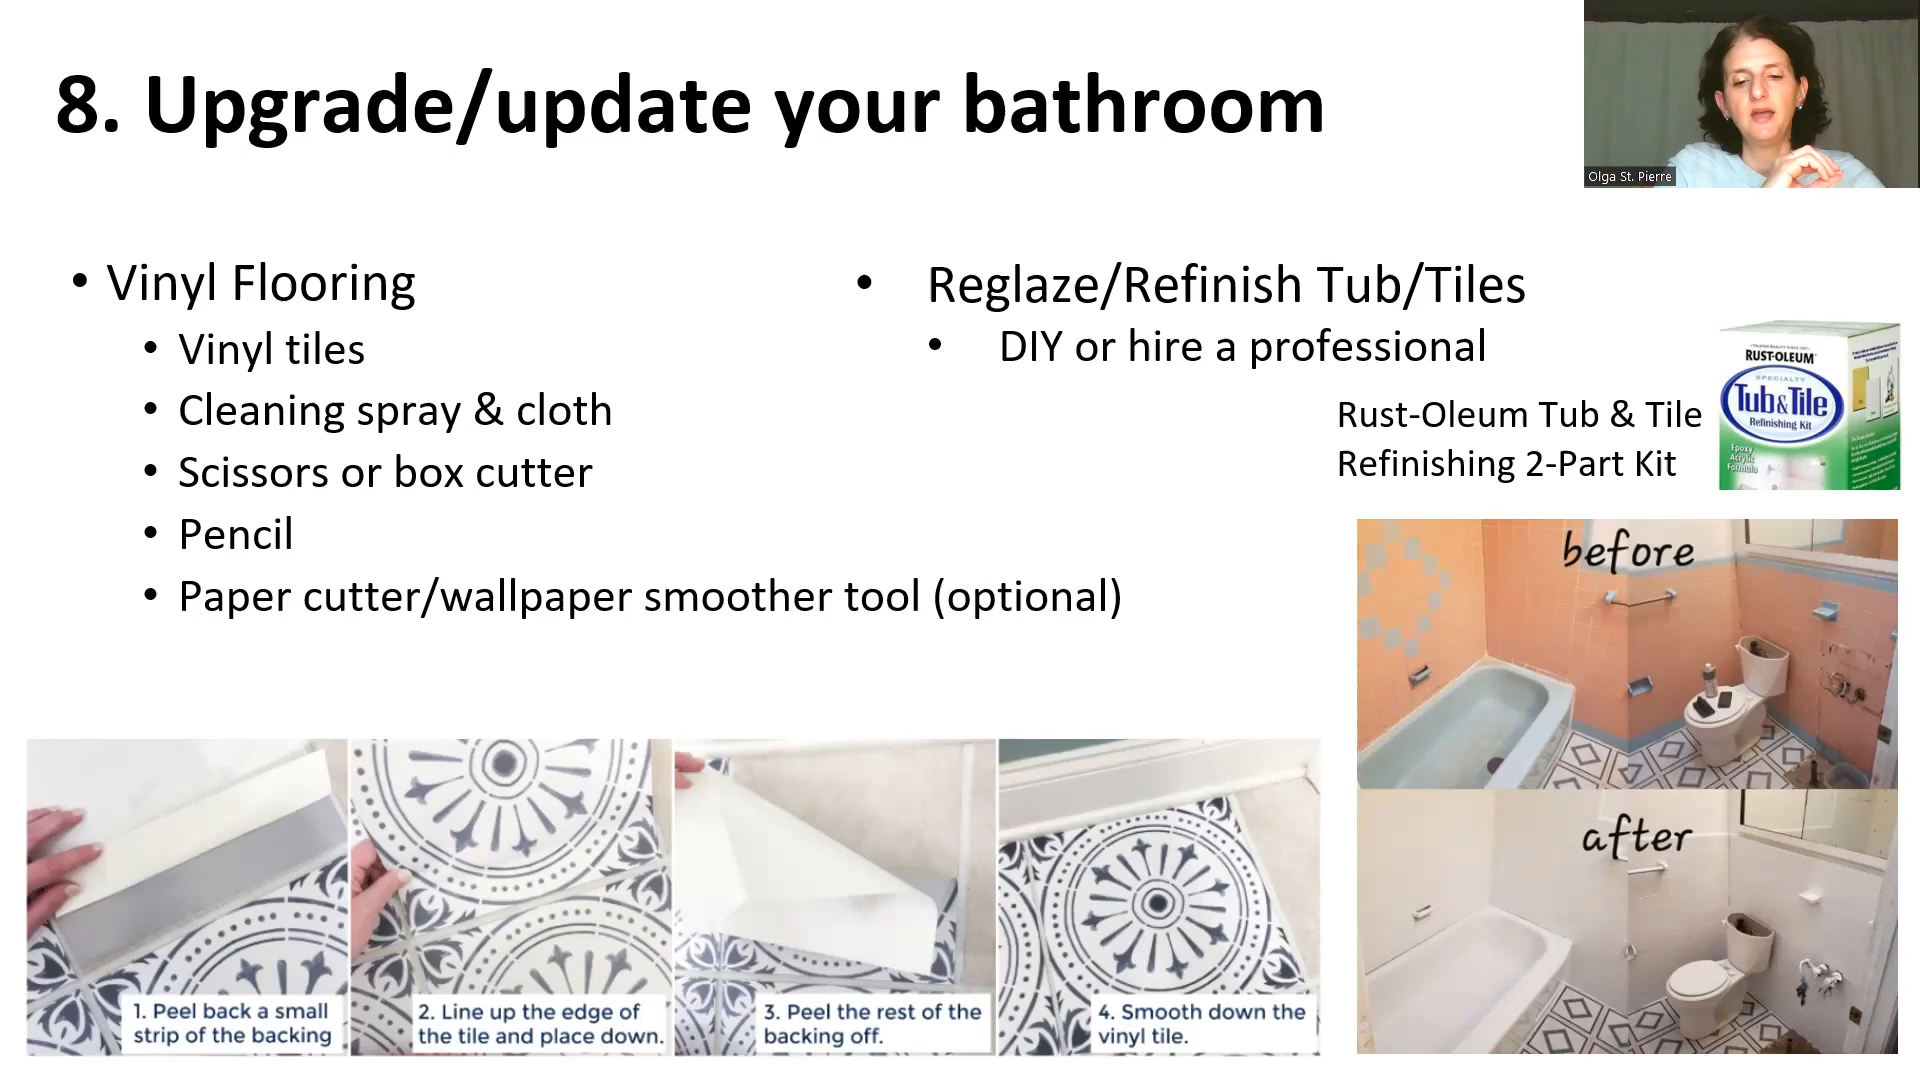 8. Upgrade/update your bathroom
Olga St. Pierre
• Vinyl Flooring
• Vinyl tiles
• Cleaning spray & cloth
• Scissors or box cutter
• Pencil
• Paper cutter/wallpaper smoother tool (optional)
• Reglaze/Refinish Tub/Tiles
• DIY or hire a professional
Rust-Oleum Tub & Tile
Refinishing 2-Part Kit
RUST-OLEUM
SPECIALTY
Tub & Tile
Refinishing Kit
Epoxy
Acrylic
Formula
before
after
1. Peel back a small
strip of the backing
2. Line up the edge of
the tile and place down.
3. Peel the rest of the
backing off.
4. Smooth down the
vinyl tile.